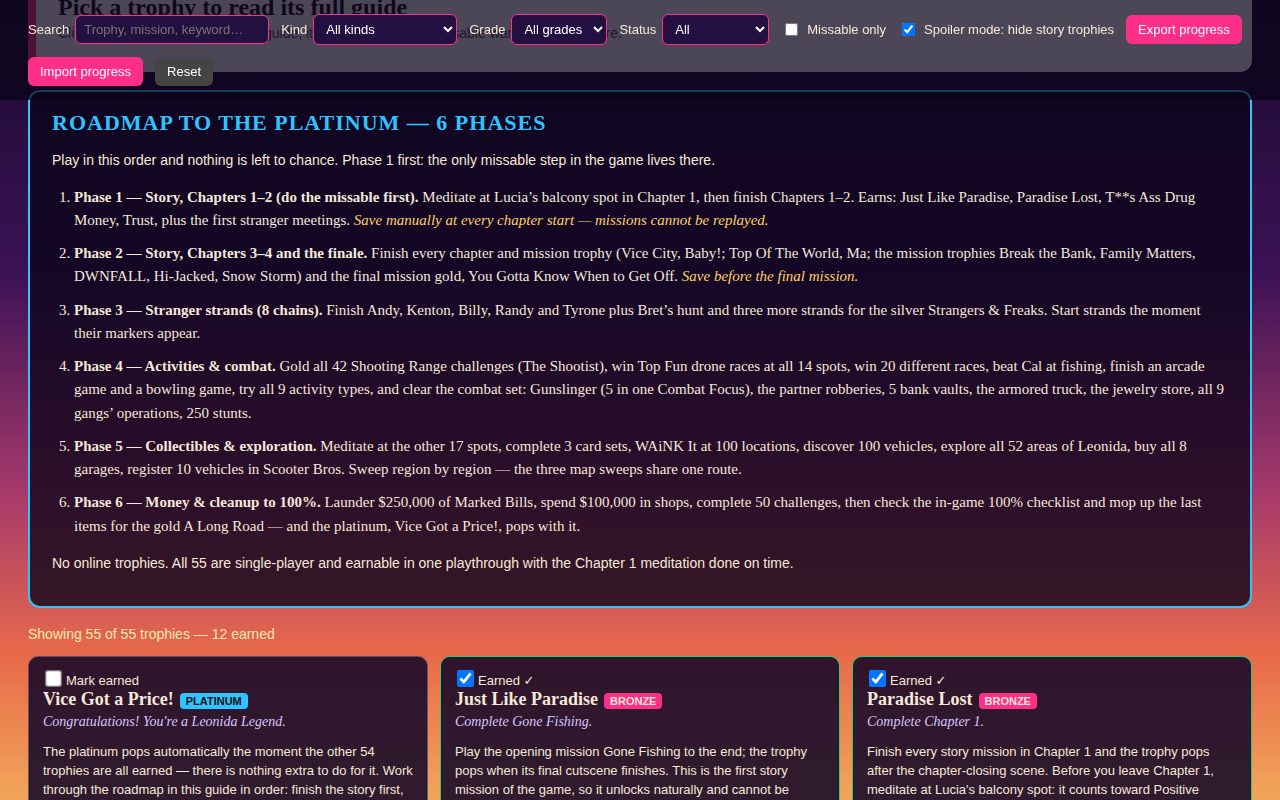 Pick a trophy to read its full guide
Search Trophy, mission, keyword… Kind All kinds Grade All grades Status All Missable only Spoiler mode: hide story trophies Export progress
Import progress Reset
ROADMAP TO THE PLATINUM — 6 PHASES
Play in this order and nothing is left to chance. Phase 1 first: the only missable step in the game lives there.
1. Phase 1 — Story, Chapters 1–2 (do the missable first). Meditate at Lucia’s balcony spot in Chapter 1, then finish Chapters 1–2. Earns: Just Like Paradise, Paradise Lost, T**s Ass Drug
Money, Trust, plus the first stranger meetings. Save manually at every chapter start — missions cannot be replayed.
2. Phase 2 — Story, Chapters 3–4 and the finale. Finish every chapter and mission trophy (Vice City, Baby!; Top Of The World, Ma; the mission trophies Break the Bank, Family Matters,
DWNFALL, Hi-Jacked, Snow Storm) and the final mission gold, You Gotta Know When to Get Off. Save before the final mission.
3. Phase 3 — Stranger strands (8 chains). Finish Andy, Kenton, Billy, Randy and Tyrone plus Bret’s hunt and three more strands for the silver Strangers & Freaks. Start strands the moment
their markers appear.
4. Phase 4 — Activities & combat. Gold all 42 Shooting Range challenges (The Shootist), win Top Fun drone races at all 14 spots, win 20 different races, beat Cal at fishing, finish an arcade
game and a bowling game, try all 9 activity types, and clear the combat set: Gunslinger (5 in one Combat Focus), the partner robberies, 5 bank vaults, the armored truck, the jewelry store, all 9
gangs’ operations, 250 stunts.
5. Phase 5 — Collectibles & exploration. Meditate at the other 17 spots, complete 3 card sets, WAiNK It at 100 locations, discover 100 vehicles, explore all 52 areas of Leonida, buy all 8
garages, register 10 vehicles in Scooter Bros. Sweep region by region — the three map sweeps share one route.
6. Phase 6 — Money & cleanup to 100%. Launder $250,000 of Marked Bills, spend $100,000 in shops, complete 50 challenges, then check the in-game 100% checklist and mop up the last
items for the gold A Long Road — and the platinum, Vice Got a Price!, pops with it.
No online trophies. All 55 are single-player and earnable in one playthrough with the Chapter 1 meditation done on time.
Showing 55 of 55 trophies — 12 earned
Mark earned
Vice Got a Price! PLATINUM
Congratulations! You're a Leonida Legend.
The platinum pops automatically the moment the other 54
trophies are all earned — there is nothing extra to do for it. Work
through the roadmap in this guide in order: finish the story first,
Earned ✓
Just Like Paradise BRONZE
Complete Gone Fishing.
Play the opening mission Gone Fishing to the end; the trophy
pops when its final cutscene finishes. This is the first story
mission of the game, so it unlocks naturally and cannot be
Earned ✓
Paradise Lost BRONZE
Complete Chapter 1.
Finish every story mission in Chapter 1 and the trophy pops
after the chapter-closing scene. Before you leave Chapter 1,
meditate at Lucia's balcony spot: it counts toward Positive